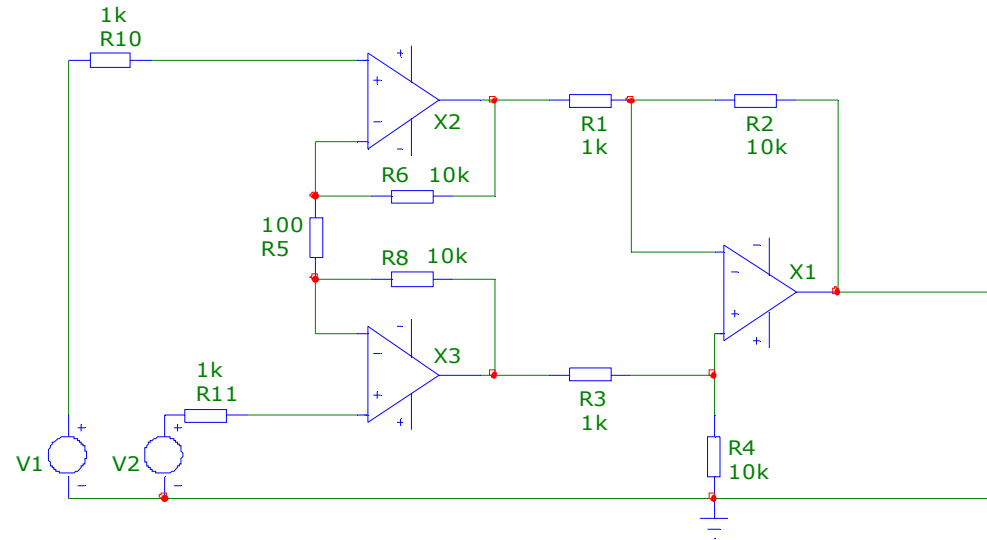 1k
R10
+
+
−
−
X2
R1
1k
R2
10k
R6 10k
100
R5
R8 10k
−
−
+
X1
+
−
−
+
+
X3
1k
R11
R3
1k
+
V1
−
+
V2
−
R4
10k